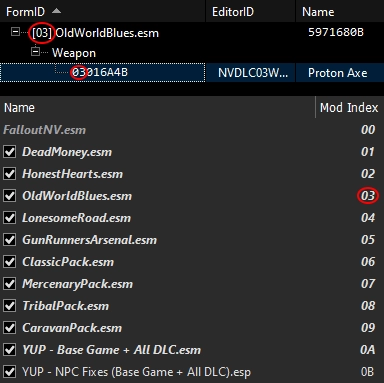 FormID EditorID Name
[03] OldWorldBlues.esm 5971680B
Weapon
03016A4B NVDLC03W... Proton Axe
Name Mod Index
FalloutNV.esm 00
DeadMoney.esm 01
HonestHearts.esm 02
OldWorldBlues.esm 03
LonesomeRoad.esm 04
GunRunnersArsenal.esm 05
ClassicPack.esm 06
MercenaryPack.esm 07
TribalPack.esm 08
CaravanPack.esm 09
YUP - Base Game + All DLC.esm 0A
YUP - NPC Fixes (Base Game + All DLC).esp 0B